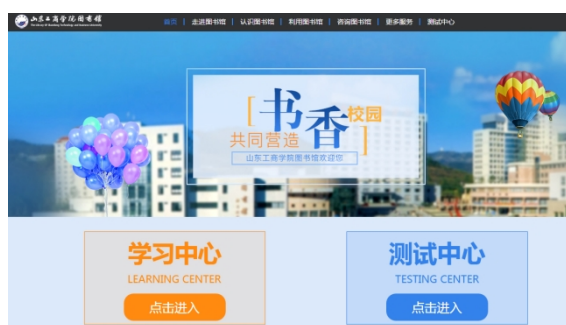 山东工商学院图书馆
首页 | 走进图书馆 | 认识图书馆 | 利用图书馆 | 咨询图书馆 | 更多服务 | 测试中心
[书香校园
共同营造]
山东工商学院图书馆欢迎您
学习中心
LEARNING CENTER
点击进入
测试中心
TESTING CENTER
点击进入